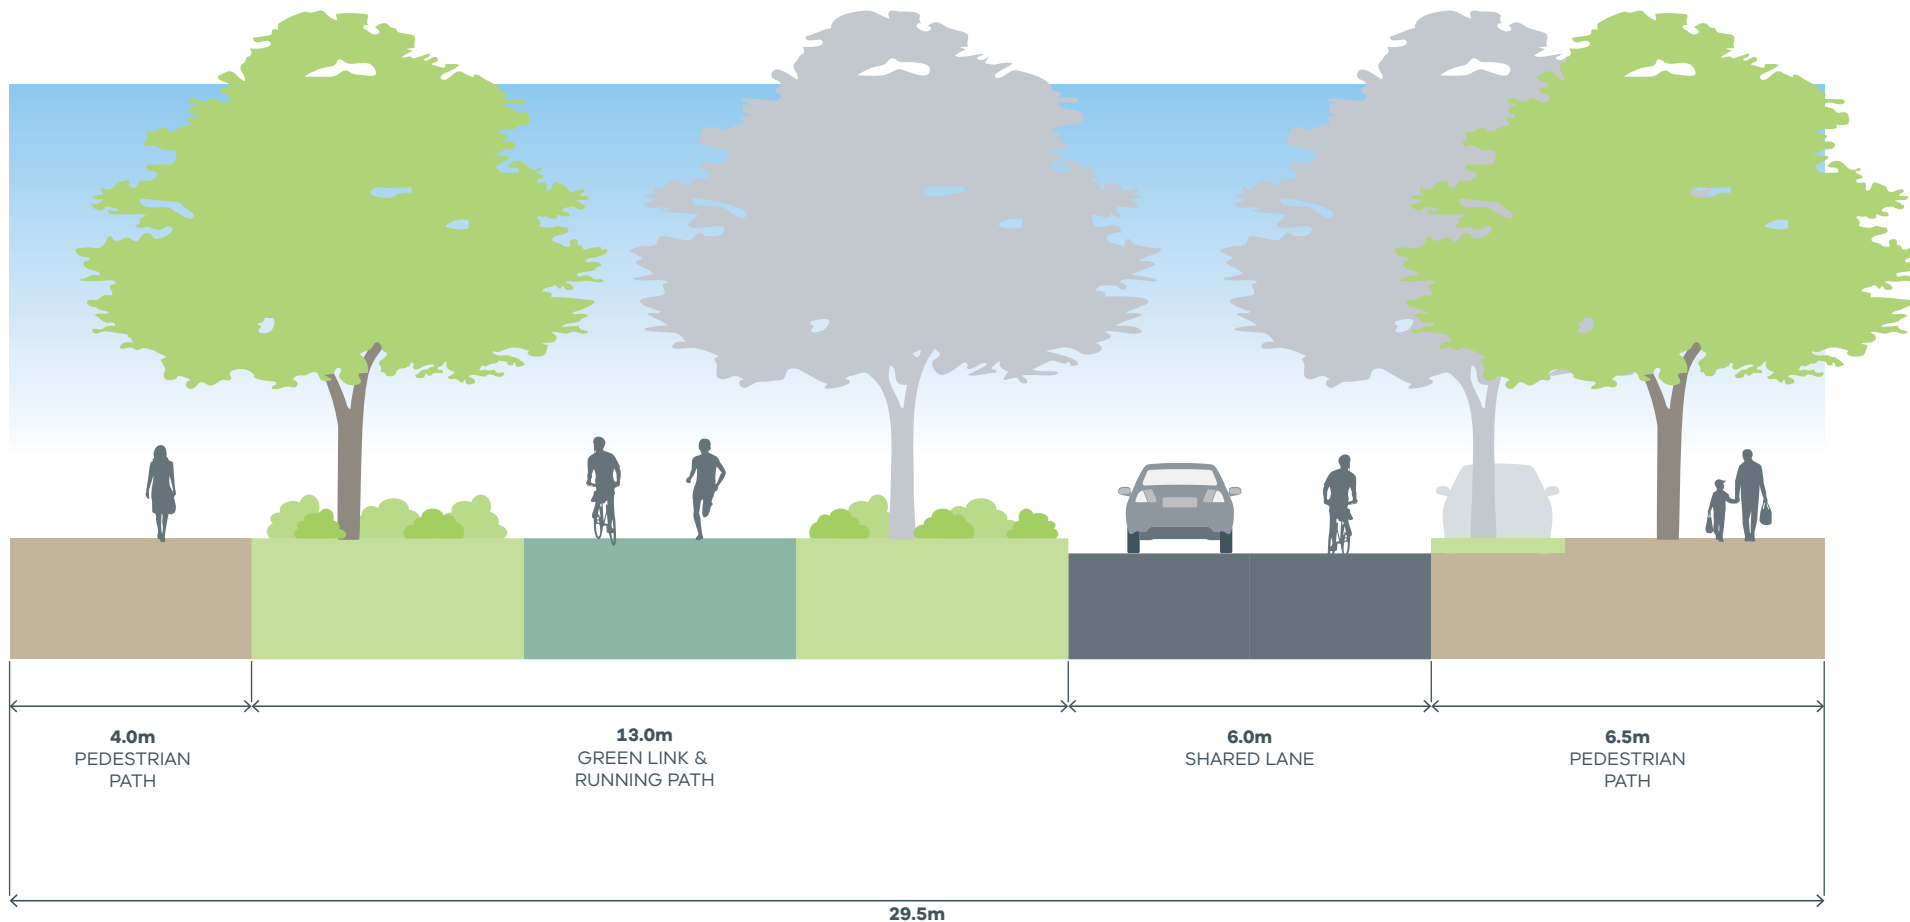 4.0m
PEDESTRIAN
PATH
13.0m
GREEN LINK &
RUNNING PATH
6.0m
SHARED LANE
6.5m
PEDESTRIAN
PATH
29.5m